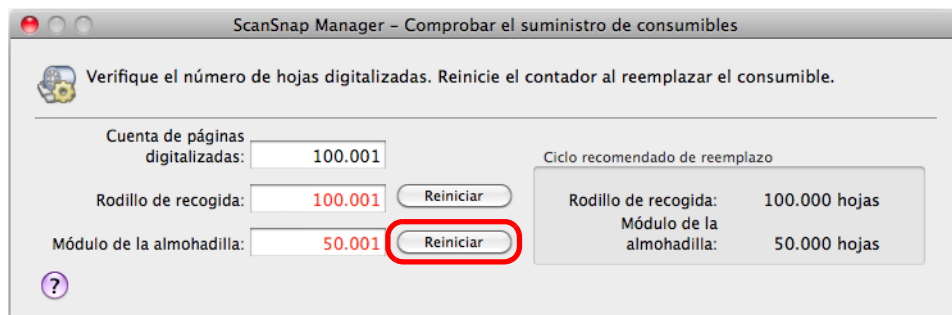 ScanSnap Manager – Comprobar el suministro de consumibles
Verifique el número de hojas digitalizadas. Reinicie el contador al reemplazar el consumible.
Cuenta de páginas
digitalizadas: 100.001
Ciclo recomendado de reemplazo
Rodillo de recogida: 100.001 Reiniciar
Rodillo de recogida: 100.000 hojas
Módulo de la almohadilla: 50.001 Reiniciar
Módulo de la
almohadilla: 50.000 hojas
?